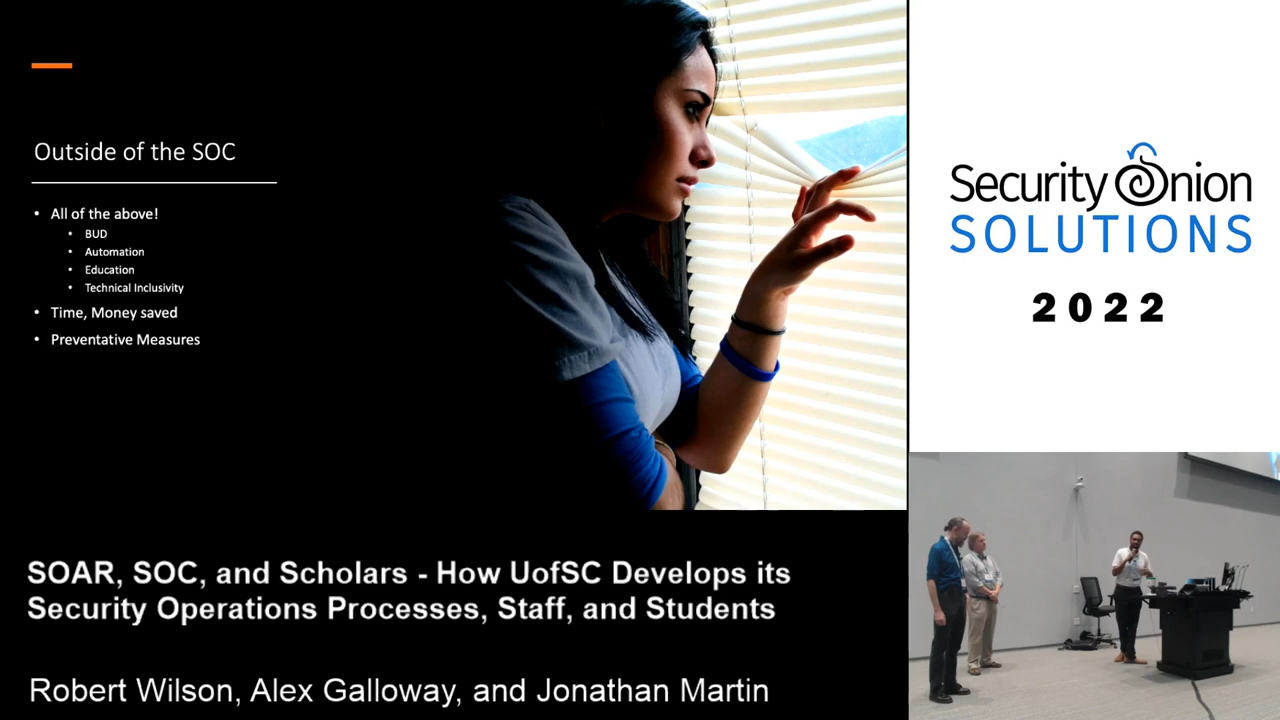 Outside of the SOC
• All of the above!
• BUD
• Automation
• Education
• Technical Inclusivity
• Time, Money saved
• Preventative Measures
Security Onion
SOLUTIONS
2022
SOAR, SOC, and Scholars - How UofSC Develops its
Security Operations Processes, Staff, and Students
Robert Wilson, Alex Galloway, and Jonathan Martin